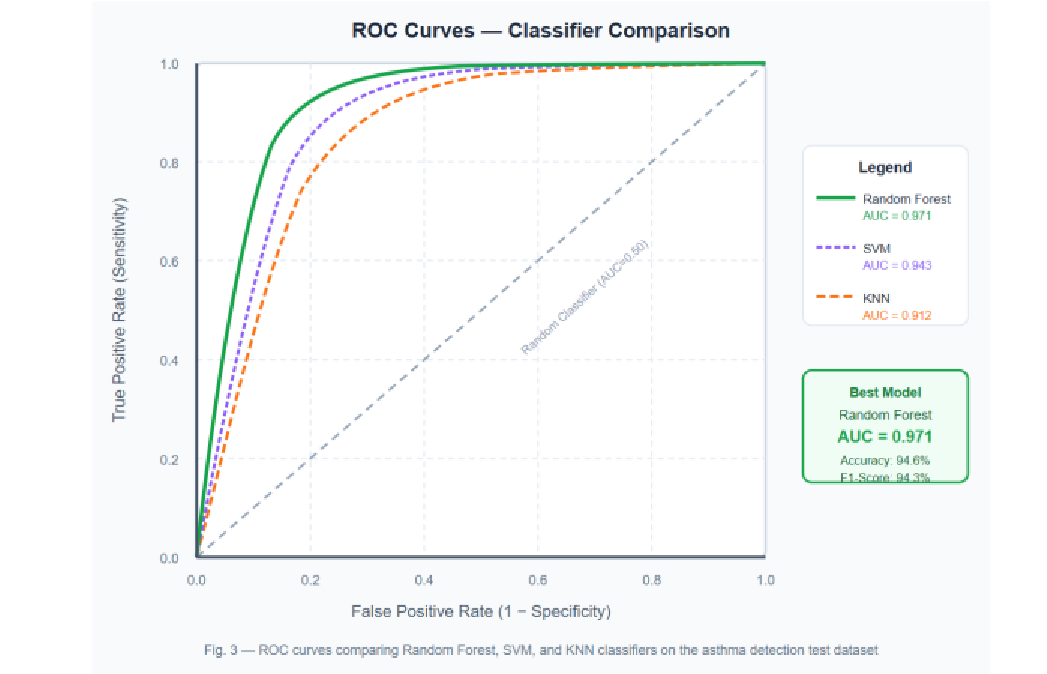 ROC Curves — Classifier Comparison
1.0
0.8
0.6
0.4
0.2
0.0
True Positive Rate (Sensitivity)
Random Classifier (AUC=0.50)
0.0 0.2 0.4 0.6 0.8 1.0
False Positive Rate (1 − Specificity)
Legend
Random Forest
AUC = 0.971
SVM
AUC = 0.943
KNN
AUC = 0.912
Best Model
Random Forest
AUC = 0.971
Accuracy: 94.6%
F1-Score: 94.3%
Fig. 3 — ROC curves comparing Random Forest, SVM, and KNN classifiers on the asthma detection test dataset